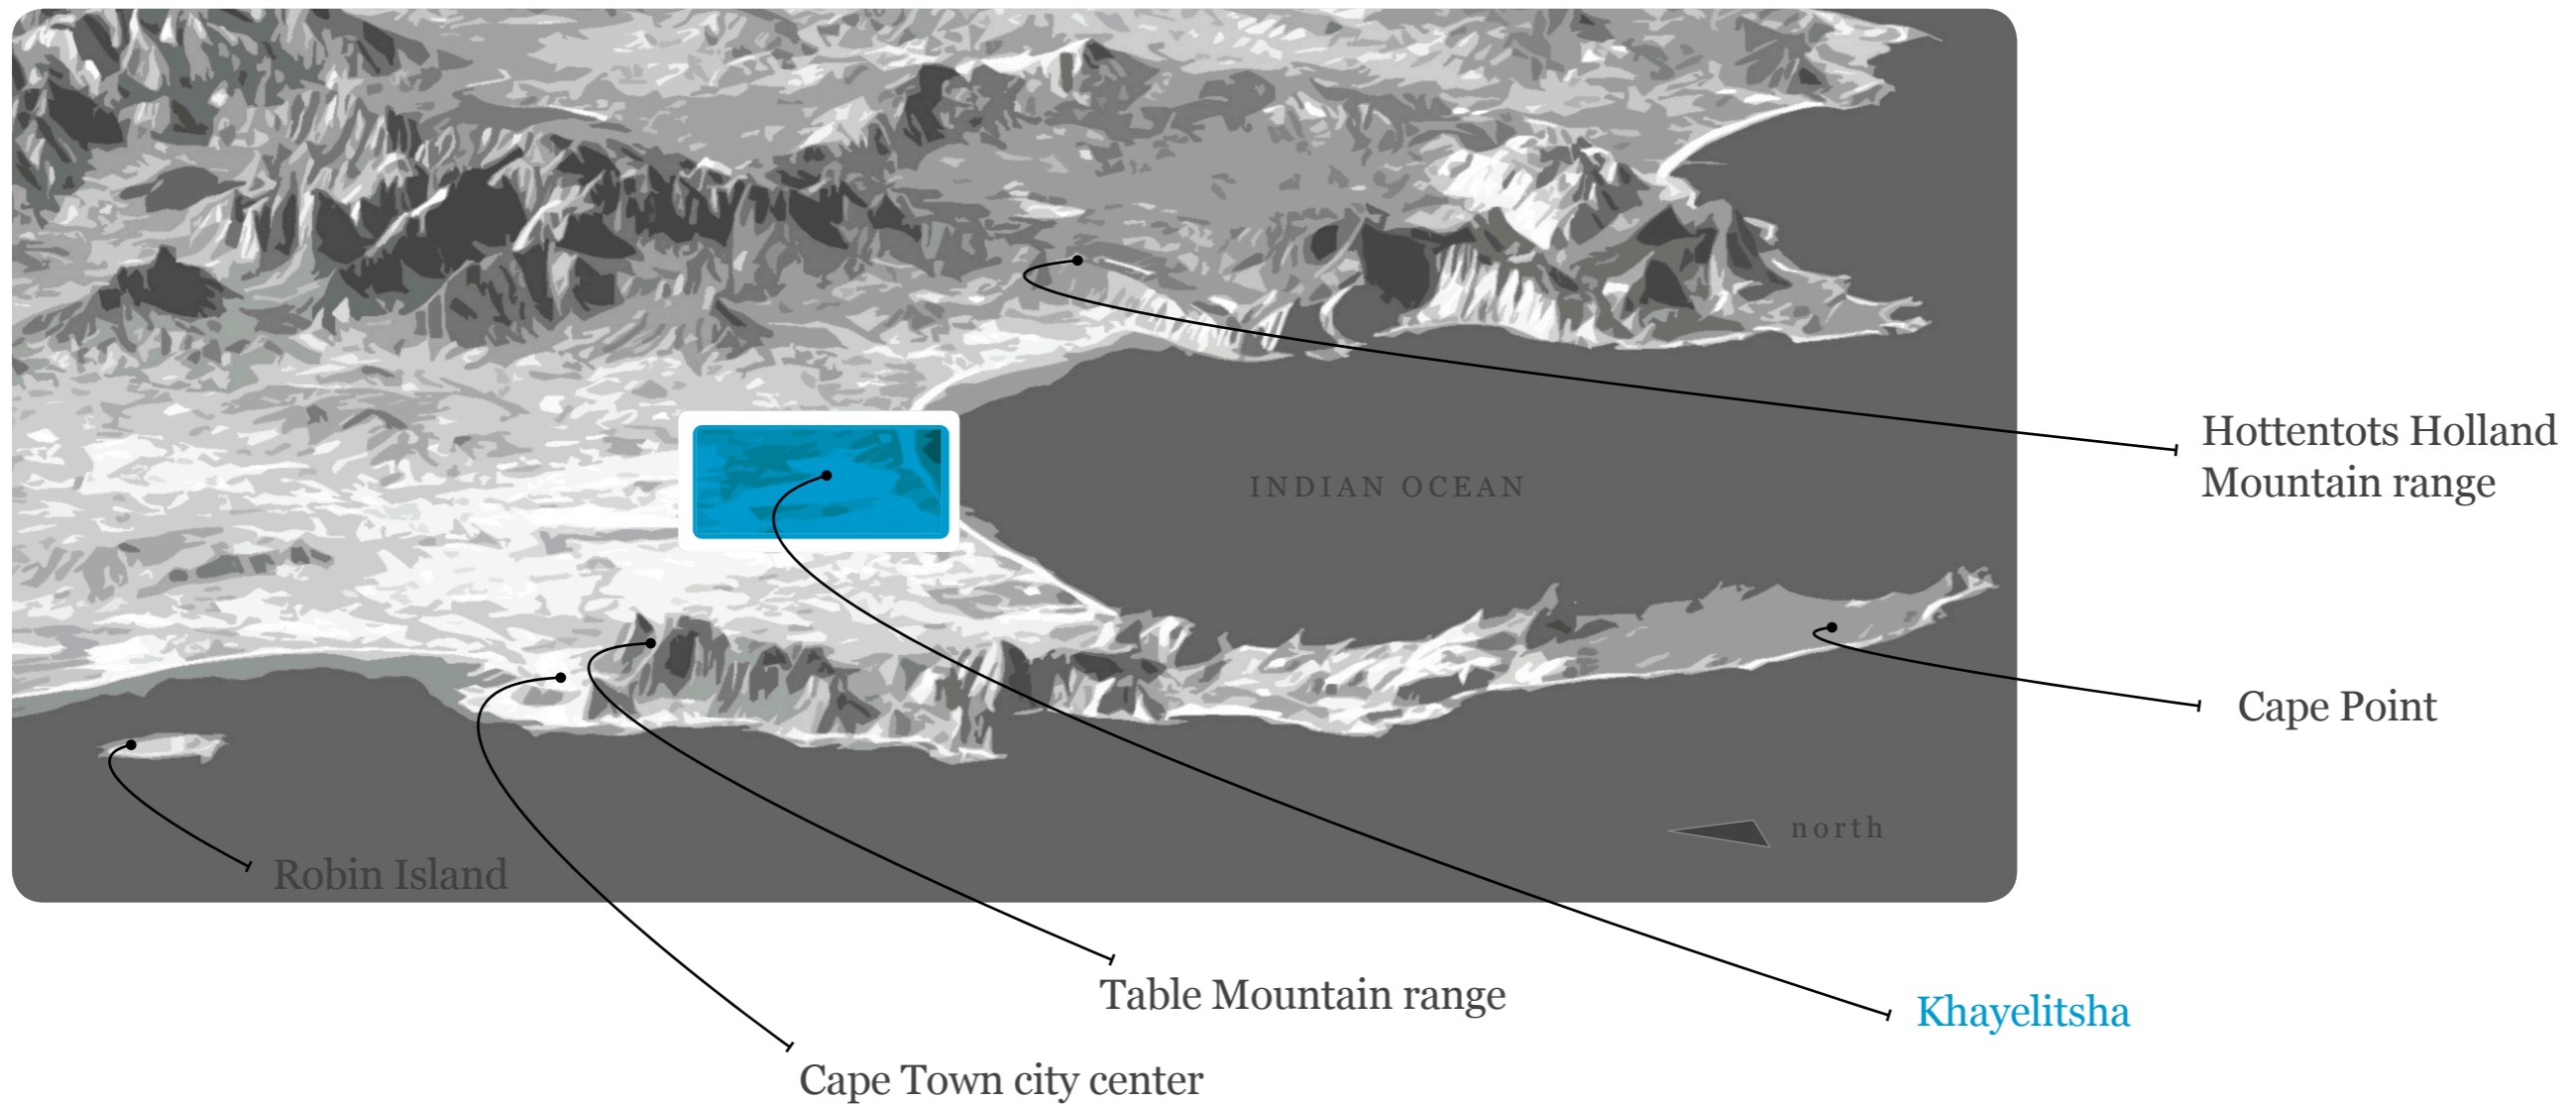 Hottentots Holland
Mountain range
INDIAN OCEAN
Cape Point
north
Robin Island
Table Mountain range
Khayelitsha
Cape Town city center